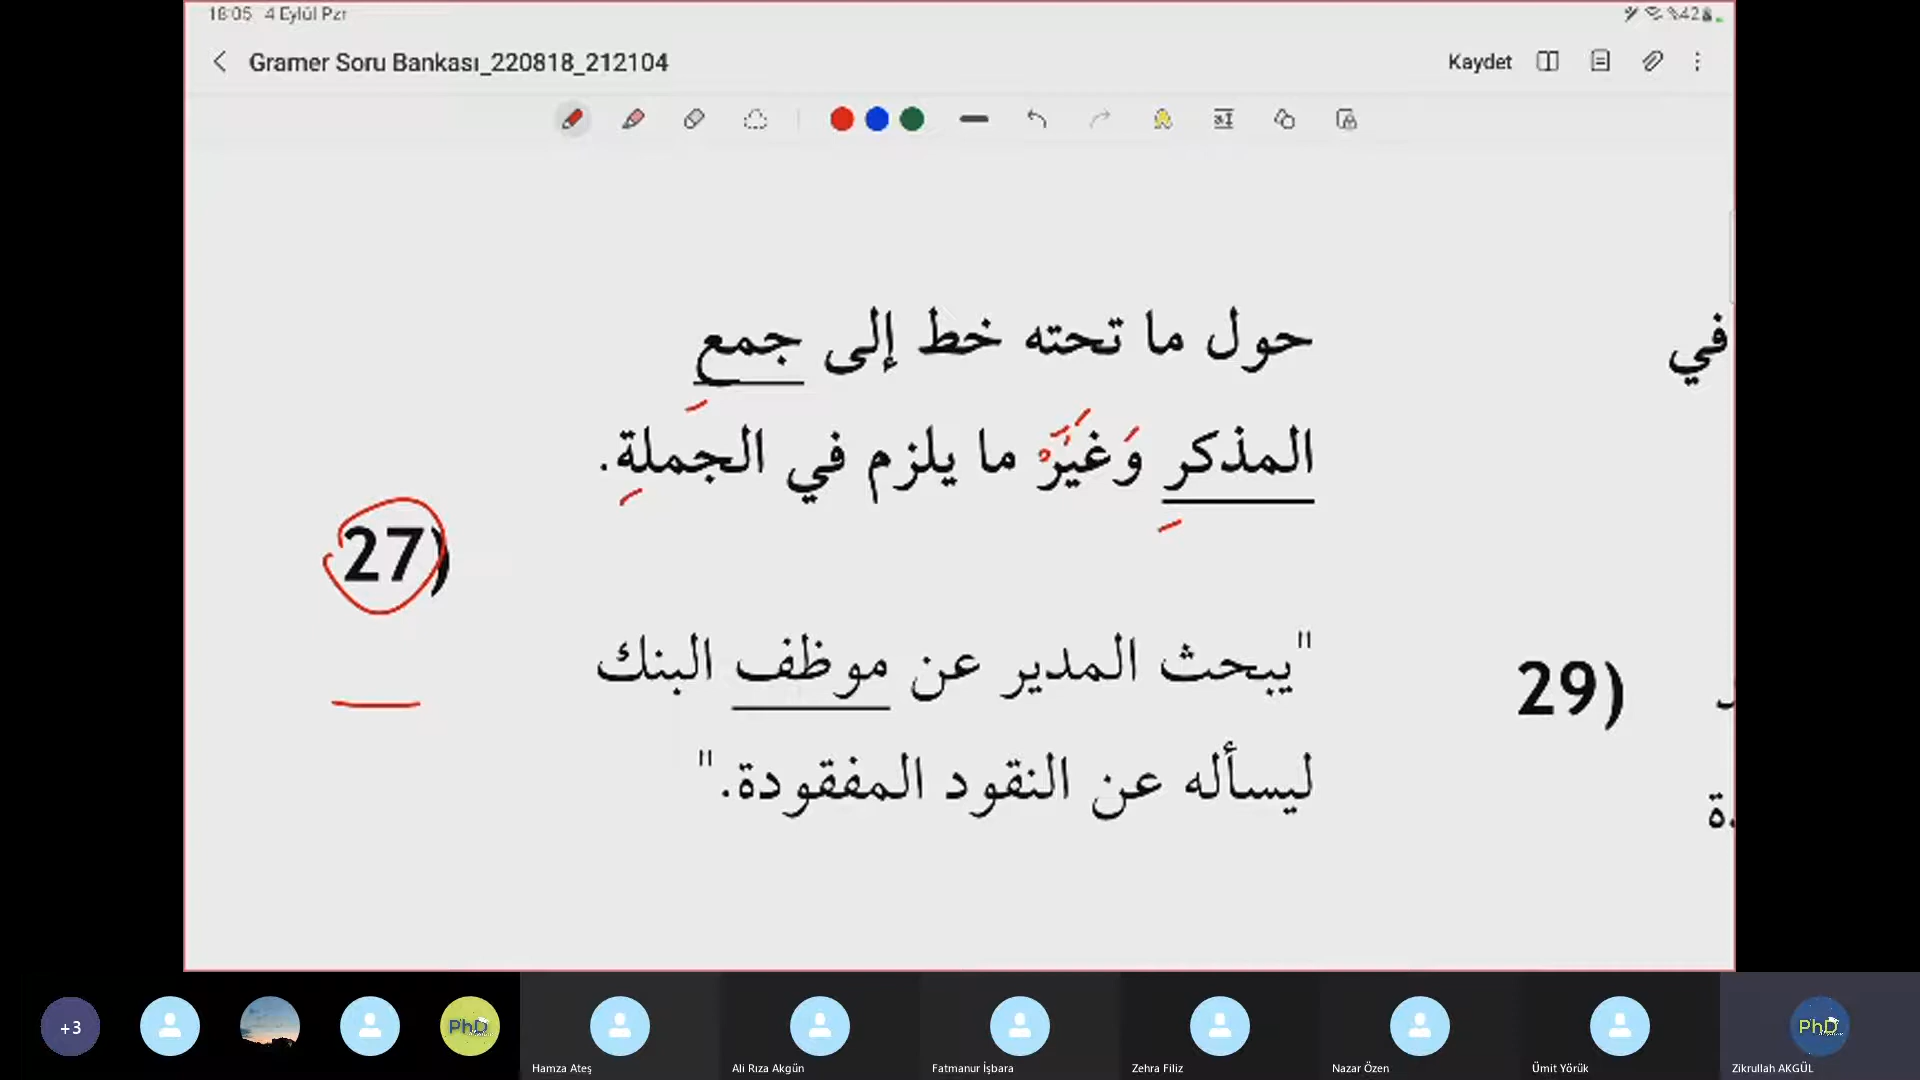 18:05 4 Eylül Pzr
%42
Gramer Soru Bankası_220818_212104
Kaydet
حول ما تحته خط إلى جمع
المذكرِ وَغيَرْ ما يلزم في الجملةِ.
27)
"يبحث المدير عن موظف البنك
ليسأله عن النقود المفقودة."
في
29)
+3
PhD
Hamza Ateş
Ali Rıza Akgün
Fatmanur İşbara
Zehra Filiz
Nazar Özen
Ümit Yörük
PhD
Zikrullah AKGÜL